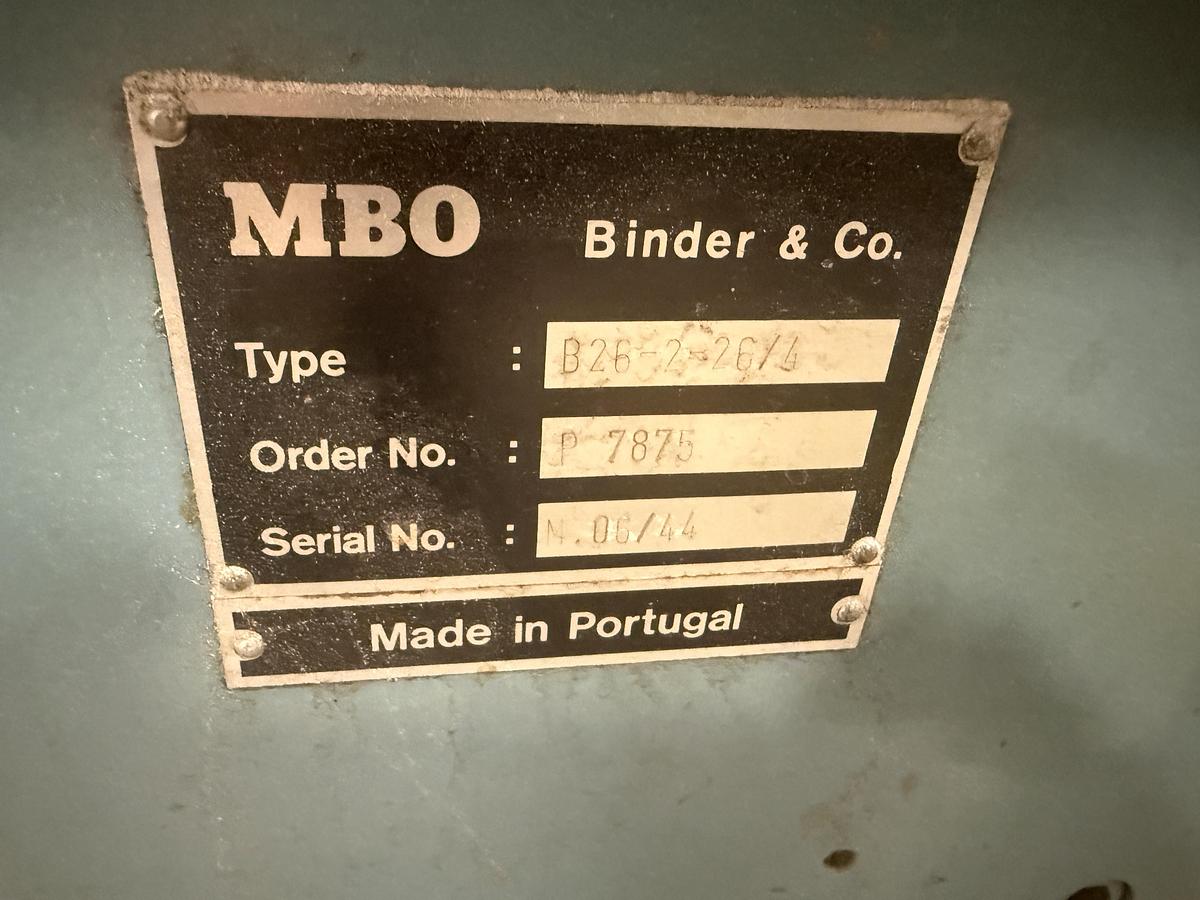 MBO Binder & Co.
Type : B26-2-26/4
Order No. : P 7875
Serial No. : N.06/44
Made in Portugal